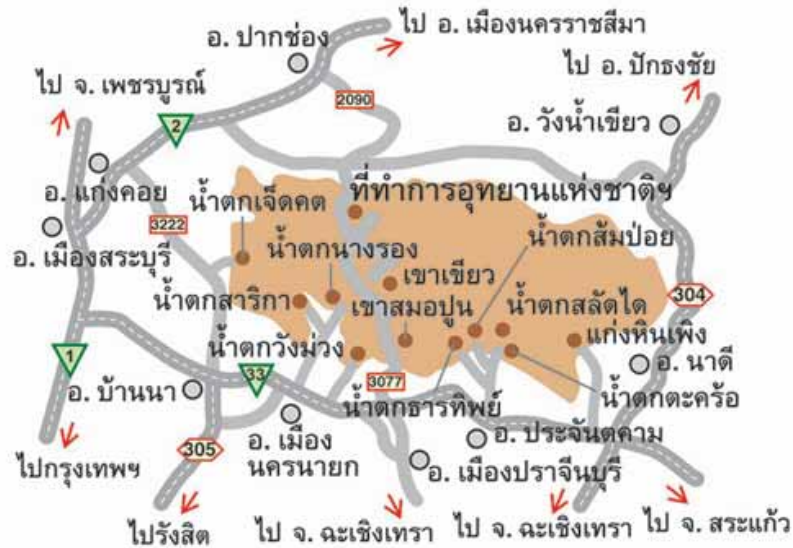 ไป อ. เมืองนครราชสีมา
อ. ปากช่อง
ไป อ. ปักธงชัย
ไป จ. เพชรบูรณ์
2090
อ. วังน้ำเขียว
2
อ. แก่งคอย
ที่ทำการอุทยานแห่งชาติฯ
น้ำตกเจ็ดคต
3222
น้ำตกส้มป่อย
อ. เมืองสระบุรี
น้ำตกนางรอง
เขาเขียว
น้ำตกสาริกา
304
เขาสมอปูน
น้ำตกสลัดได
แก่งหินเพิง
น้ำตกวังม่วง
1
อ. นาดี
33
3077
อ. บ้านนา
น้ำตกตะคร้อ
น้ำตกธารทิพย์
อ. เมือง
นครนายก
อ. ประจันตคาม
305
อ. เมืองปราจีนบุรี
ไปกรุงเทพฯ
ไปรังสิต
ไป จ. ฉะเชิงเทรา
ไป จ. ฉะเชิงเทรา
ไป จ. สระแก้ว